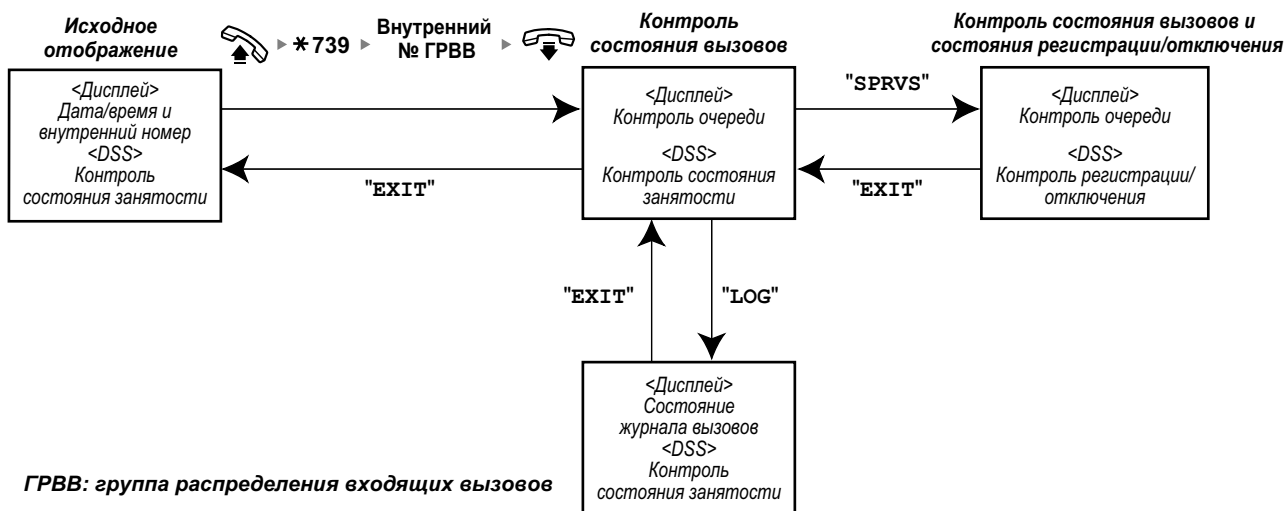 Исходное
отображение
✳739
Внутренний
№ ГРВВ
Контроль
состояния вызовов
Контроль состояния вызовов и
состояния регистрации/отключения
<Дисплей>
Дата/время и
внутренний номер
<DSS>
Контроль
состояния занятости
"EXIT"
<Дисплей>
Контроль очереди
<DSS>
Контроль состояния
занятости
"SPRVS"
"EXIT"
<Дисплей>
Контроль очереди
<DSS>
Контроль регистрации/
отключения
"EXIT"
"LOG"
<Дисплей>
Состояние
журнала вызовов
<DSS>
Контроль
состояния занятости
ГРВВ: группа распределения входящих вызовов